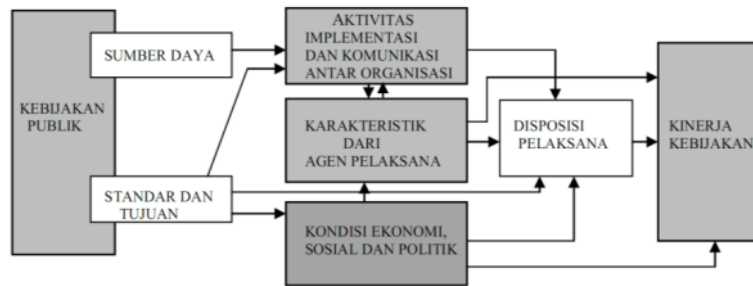 KEBIJAKAN
PUBLIK
SUMBER DAYA
STANDAR DAN
TUJUAN
AKTIVITAS
IMPLEMENTASI
DAN KOMUNIKASI
ANTAR ORGANISASI
KARAKTERISTIK
DARI
AGEN PELAKSANA
KONDISI EKONOMI,
SOSIAL DAN POLITIK
DISPOSISI
PELAKSANA
KINERJA
KEBIJAKAN